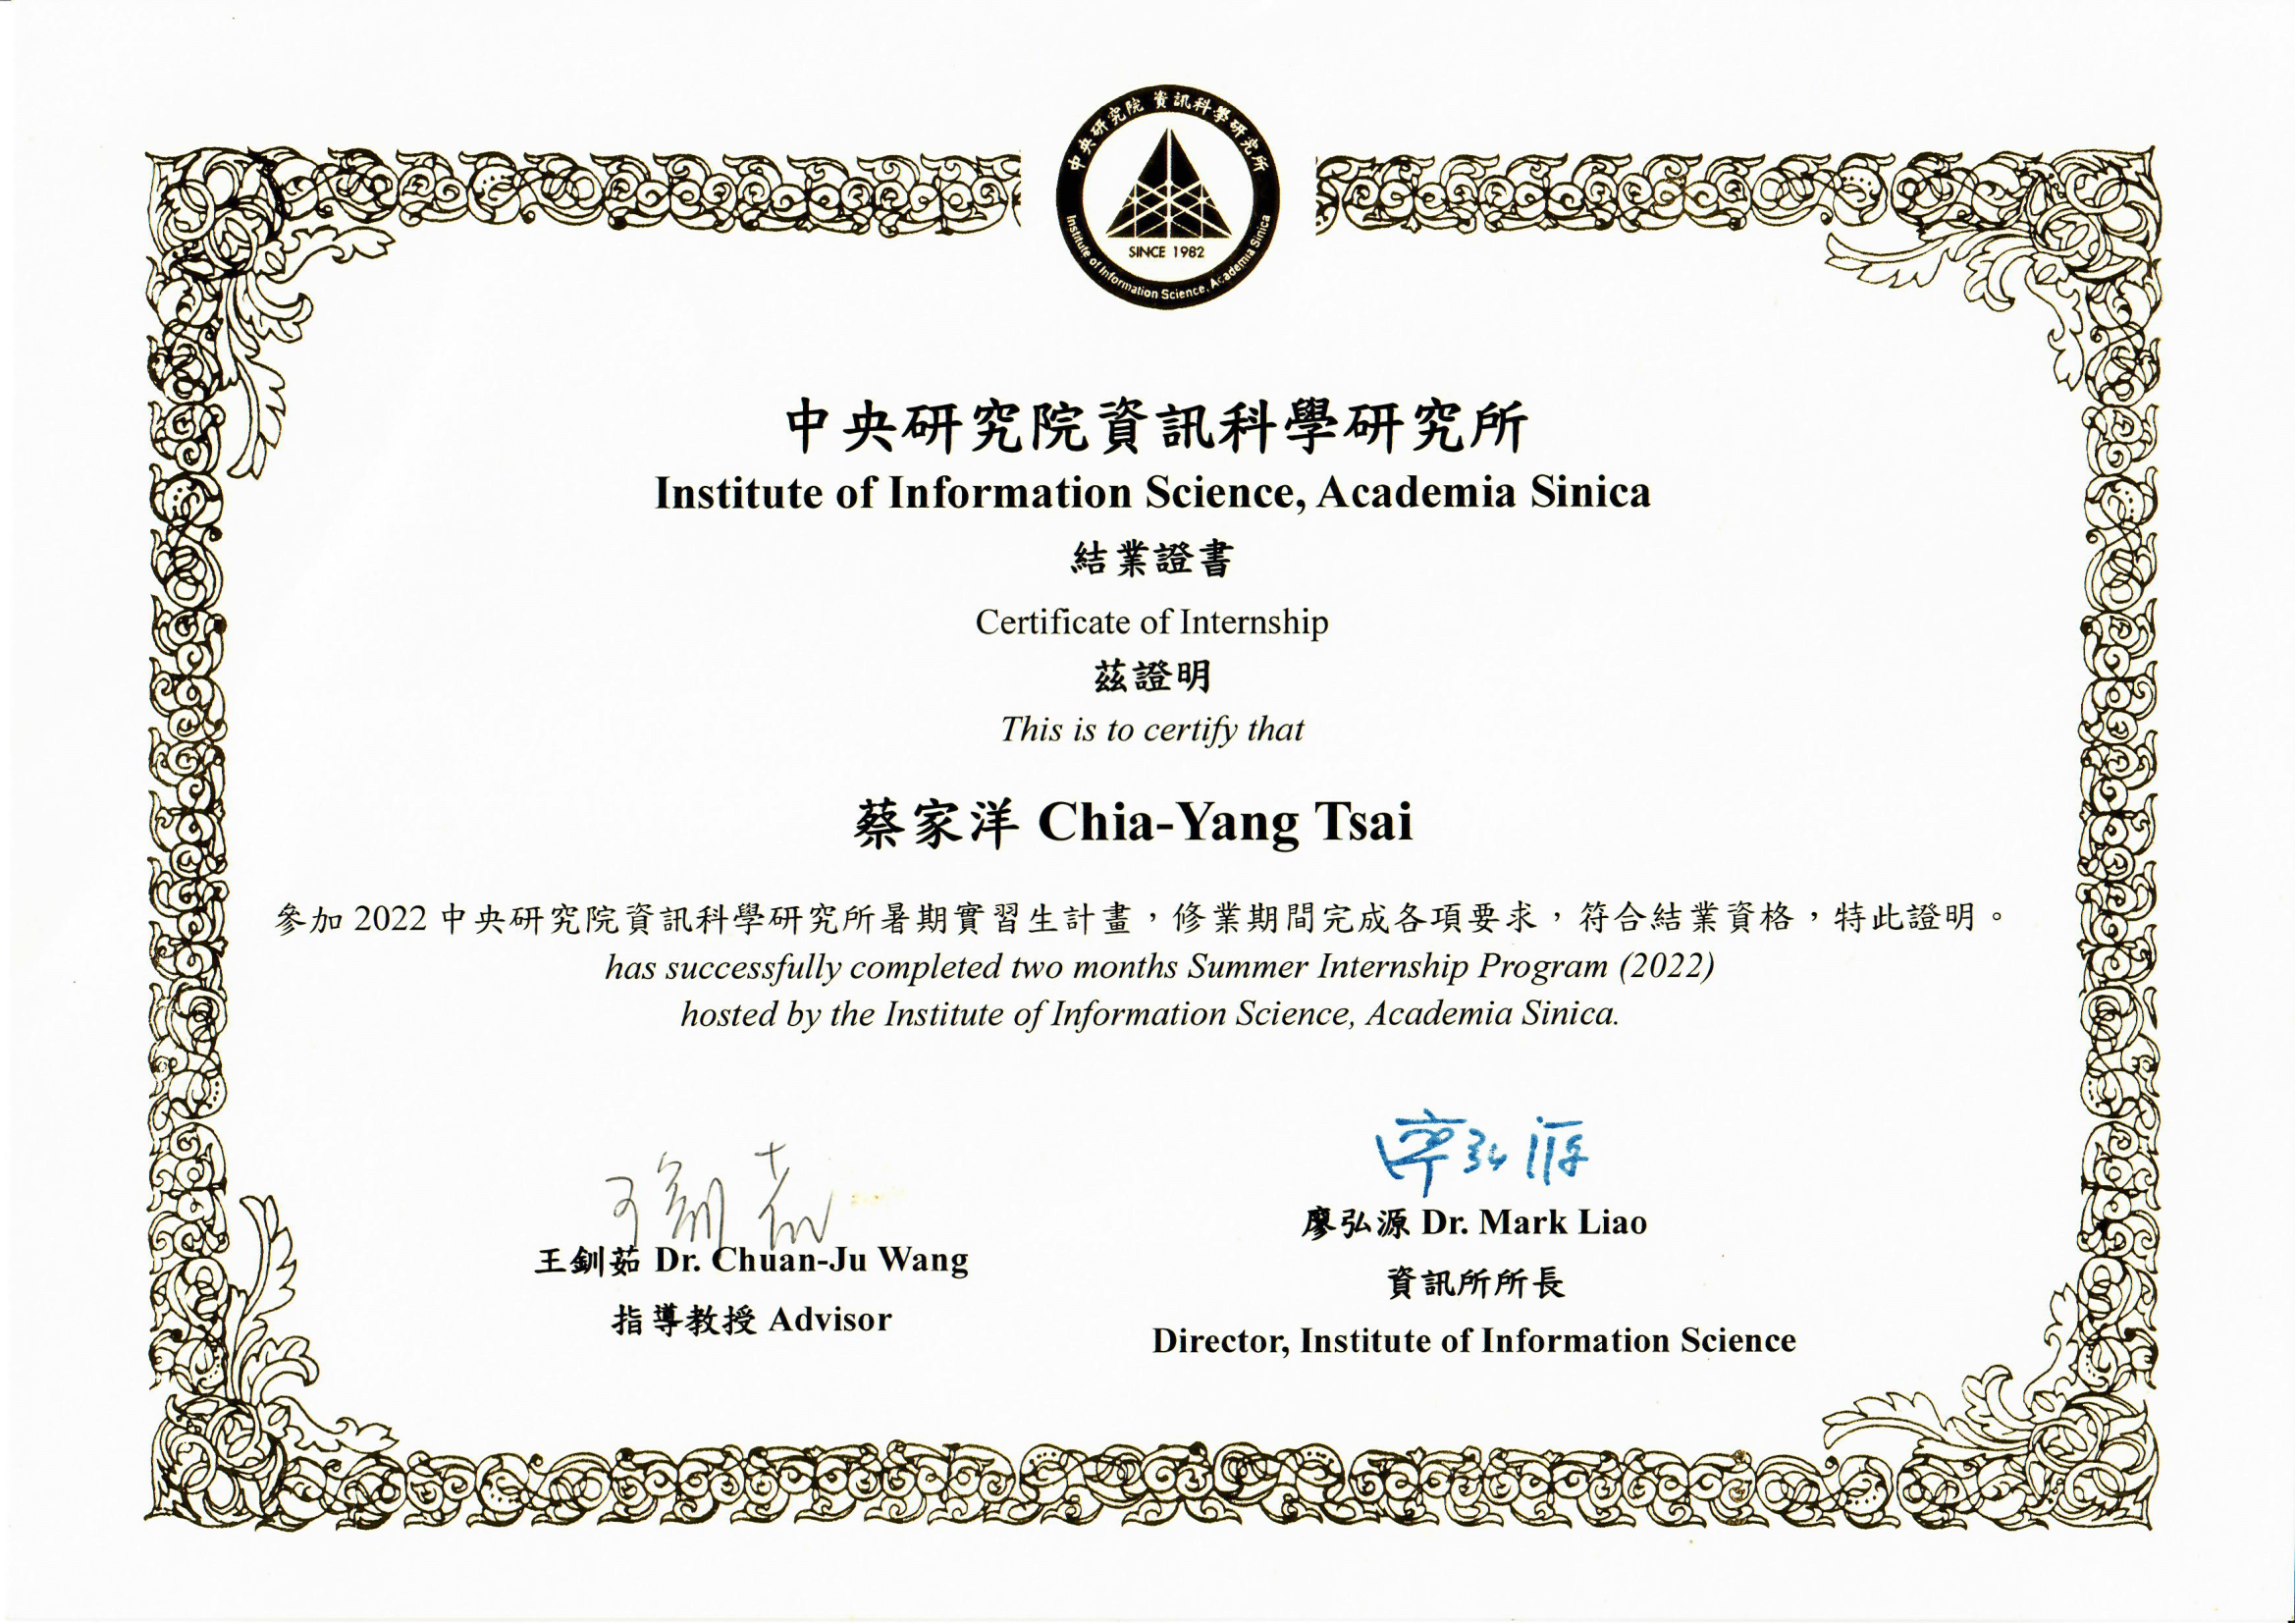 中央研究院 資訊科學研究所
SINCE 1982
Institute of Information Science, Academia Sinica
中央研究院資訊科學研究所
Institute of Information Science, Academia Sinica
結業證書
Certificate of Internship
茲證明
This is to certify that
蔡家洋 Chia-Yang Tsai
參加 2022 中央研究院資訊科學研究所暑期實習生計畫，修業期間完成各項要求，符合結業資格，特此證明。
has successfully completed two months Summer Internship Program (2022)
hosted by the Institute of Information Science, Academia Sinica.
王釧茹
王釧茹 Dr. Chuan-Ju Wang
指導教授 Advisor
廖弘源
廖弘源 Dr. Mark Liao
資訊所所長
Director, Institute of Information Science